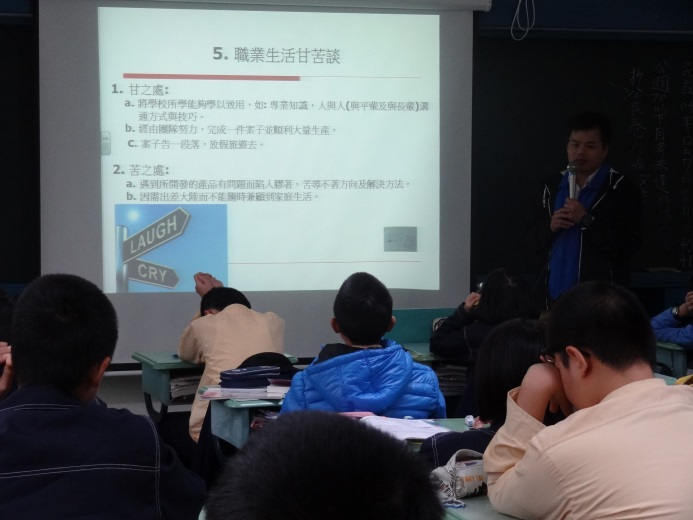 5. 職業生活甘苦談
1. 甘之處:
a. 將學校所學能夠學以致用，如: 專業知識，人與人(與平輩及與長輩)溝
通方式與技巧。
b. 經由團隊努力，完成一件案子並順利大量生產。
c. 案子告一段落，放假旅遊去。
2. 苦之處:
a. 遇到所開發的產品有問題而陷入膠著，苦尋不著方向及解決方法。
b. 因需出差大陸而不能隨時兼顧到家庭生活。
LAUGH
CRY